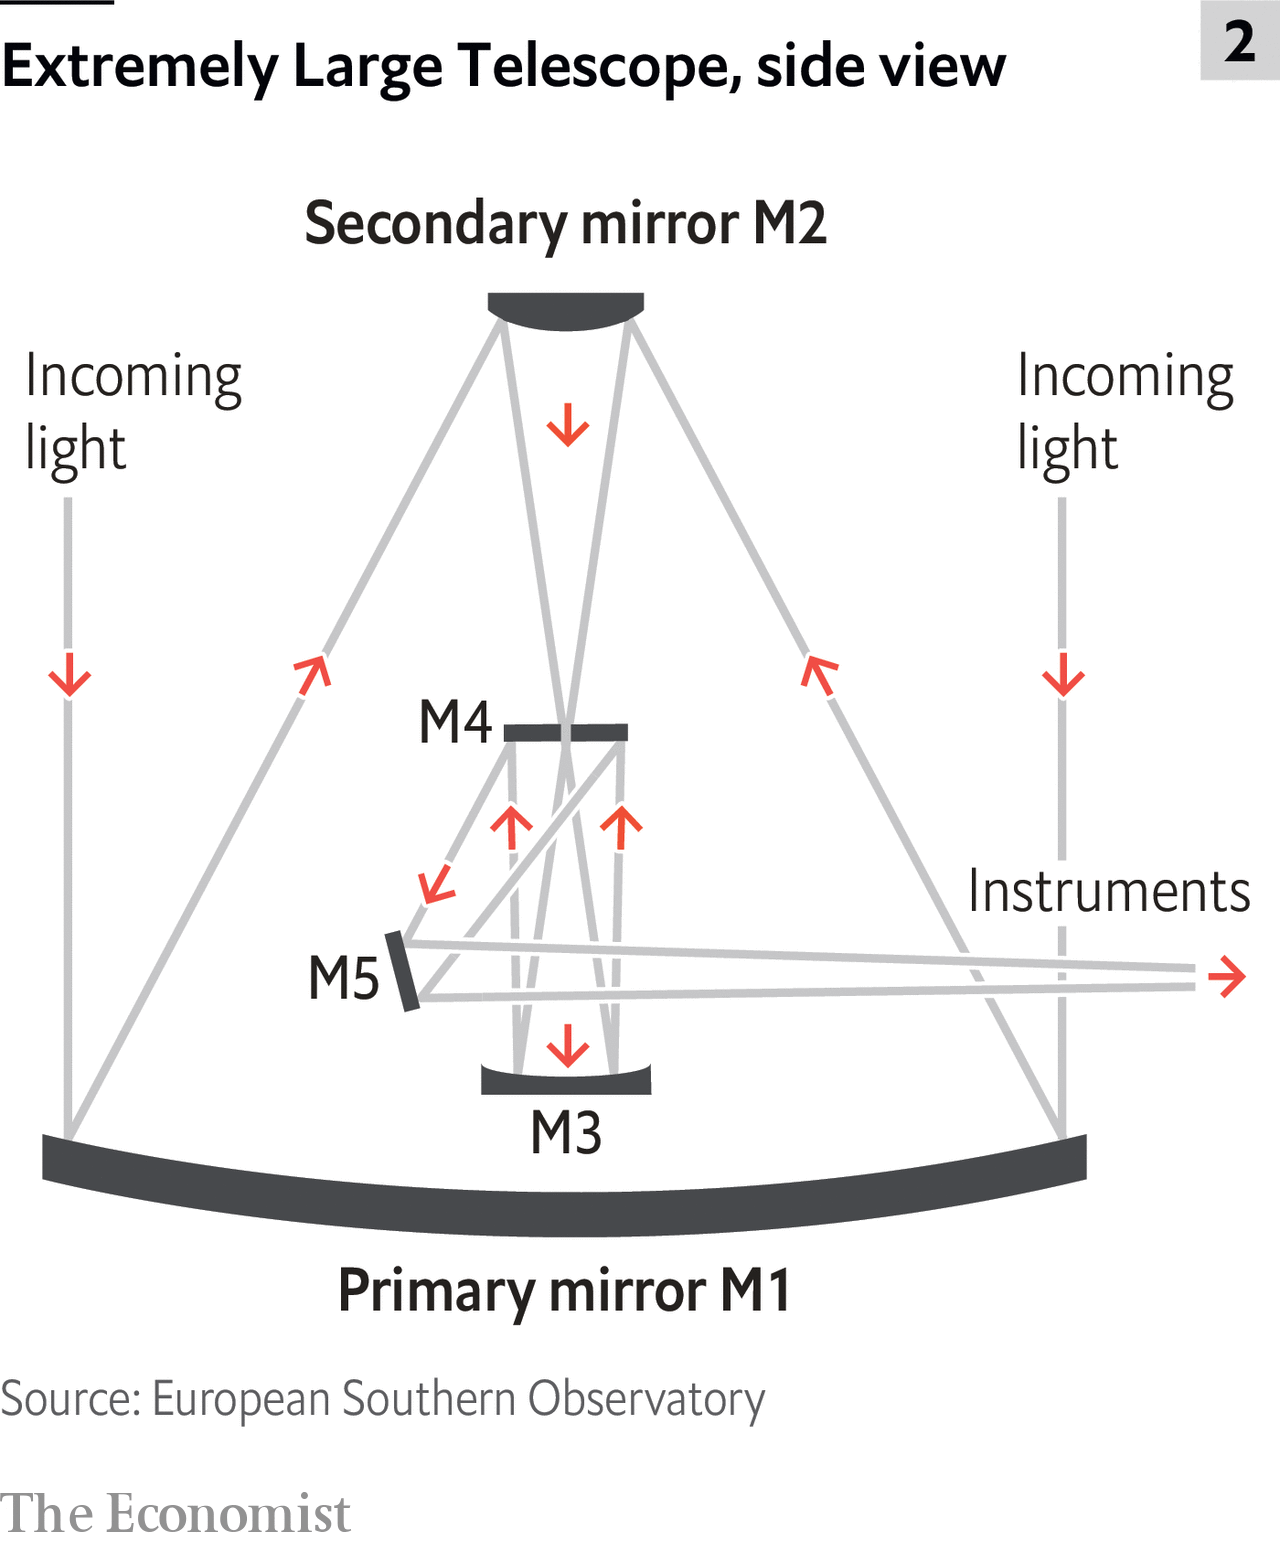 Extremely Large Telescope, side view
2
Secondary mirror M2
Incoming
light
Incoming
light
M4
Instruments
M5
M3
Primary mirror M1
Source: European Southern Observatory
The Economist